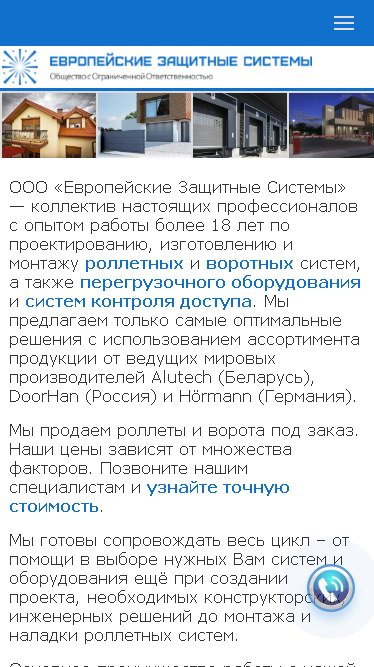 ЕВРОПЕЙСКИЕ ЗАЩИТНЫЕ СИСТЕМЫ
Общество с Ограниченной Ответственностью
ООО «Европейские Защитные Системы»
— коллектив настоящих профессионалов
с опытом работы более 18 лет по
проектированию, изготовлению и
монтажу роллетных и воротных систем,
а также перегрузочного оборудования
и систем контроля доступа. Мы
предлагаем только самые оптимальные
решения с использованием ассортимента
продукции от ведущих мировых
производителей Alutech (Беларусь),
DoorHan (Россия) и Hörmann (Германия).
Мы продаем роллеты и ворота под заказ.
Наши цены зависят от множества
факторов. Позвоните нашим
специалистам и узнайте точную
стоимость.
Мы готовы сопровождать весь цикл – от
помощи в выборе нужных Вам систем и
оборудования ещё при создании
проекта, необходимых конструкторских,
инженерных решений до монтажа и
наладки роллетных систем.